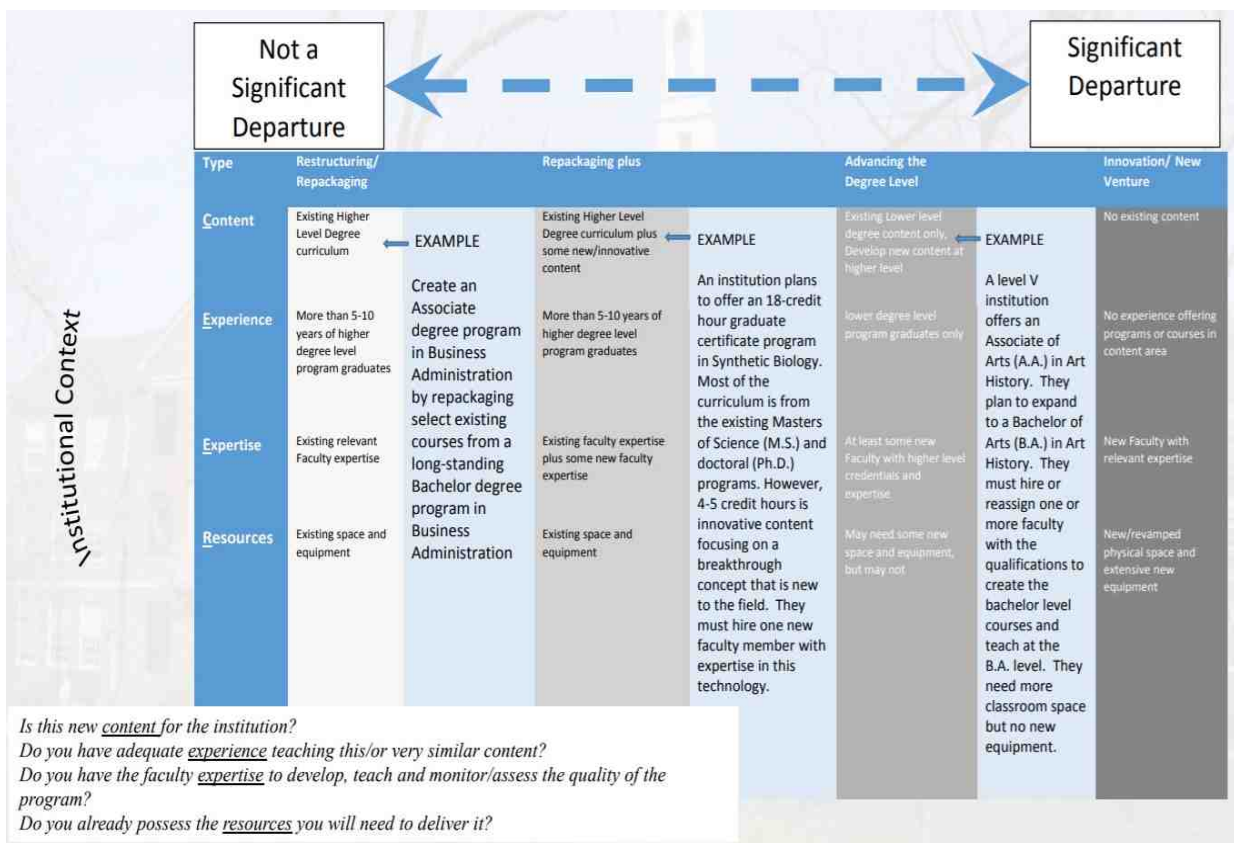 Not a
Significant
Departure
Significant
Departure
Institutional Context
Type
Restructuring/
Repackaging
Repackaging plus
Advancing the
Degree Level
Innovation/ New
Venture
Content
Existing Higher
Level Degree
curriculum
Existing Higher Level
Degree curriculum plus
some new/innovative
content
Existing Lower level
degree content only,
Develop new content at
higher level
No existing content
Experience
More than 5-10
years of higher
degree level
program graduates
More than 5-10 years of
higher degree level
program graduates
lower degree level
program graduates only
No experience offering
programs or courses in
content area
Expertise
Existing relevant
Faculty expertise
Existing faculty expertise
plus some new faculty
expertise
At least some new
Faculty with higher level
credentials and
expertise
New Faculty with
relevant expertise
Resources
Existing space and
equipment
Existing space and
equipment
May need some new
space and equipment,
but may not
New/revamped
physical space and
extensive new
equipment
EXAMPLE
Create an
Associate
degree program
in Business
Administration
by repackaging
select existing
courses from a
long-standing
Bachelor degree
program in
Business
Administration
EXAMPLE
An institution plans
to offer an 18-credit
hour graduate
certificate program
in Synthetic Biology.
Most of the
curriculum is from
the existing Masters
of Science (M.S.) and
doctoral (Ph.D.)
programs. However,
4-5 credit hours is
innovative content
focusing on a
breakthrough
concept that is new
to the field. They
must hire one new
faculty member with
expertise in this
technology.
EXAMPLE
A level V
institution
offers an
Associate of
Arts (A.A.) in Art
History. They
plan to expand
to a Bachelor of
Arts (B.A.) in Art
History. They
must hire or
reassign one or
more faculty
with the
qualifications to
create the
bachelor level
courses and
teach at the
B.A. level. They
need more
classroom space
but no new
equipment.
Is this new content for the institution?
Do you have adequate experience teaching this/or very similar content?
Do you have the faculty expertise to develop, teach and monitor/assess the quality of the
program?
Do you already possess the resources you will need to deliver it?